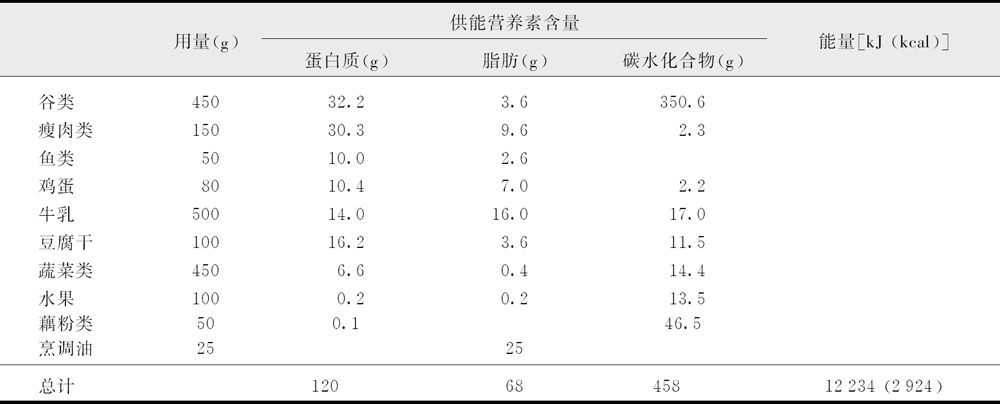 供能营养素含量
用量(g) 能量[kJ (kcal)]
蛋白质(g) 脂肪(g) 碳水化合物(g)
谷类 450 32.2 3.6 350.6
瘦肉类 150 30.3 9.6 2.3
鱼类 50 10.0 2.6
鸡蛋 80 10.4 7.0 2.2
牛乳 500 14.0 16.0 17.0
豆腐干 100 16.2 3.6 11.5
蔬菜类 450 6.6 0.4 14.4
水果 100 0.2 0.2 13.5
藕粉类 50 0.1 46.5
烹调油 25 25
总计 120 68 458 12 234 (2 924)